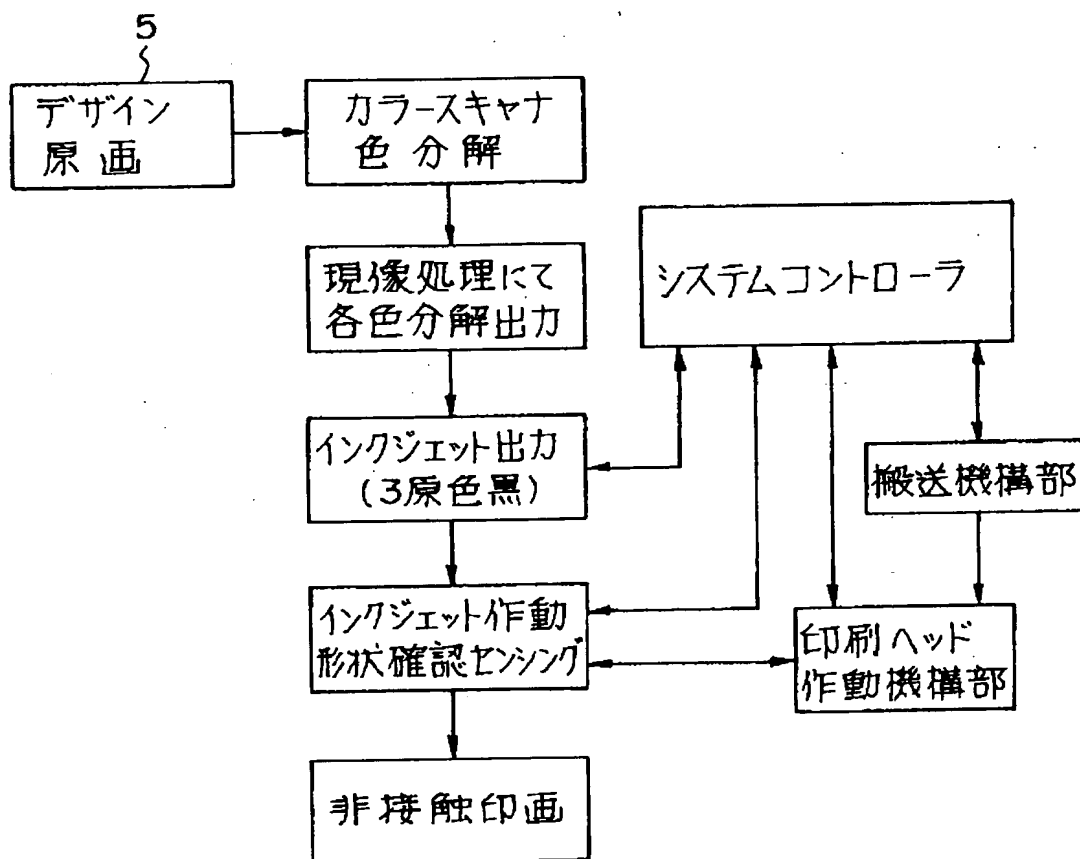 5
デザイン
原画
カラースキャナ
色分解
現像処理にて
各色分解出力
システムコントローラ
インクジェット出力
(3原色黒)
搬送機構部
インクジェット作動
形状確認センシング
印刷ヘッド
作動機構部
非接触印画